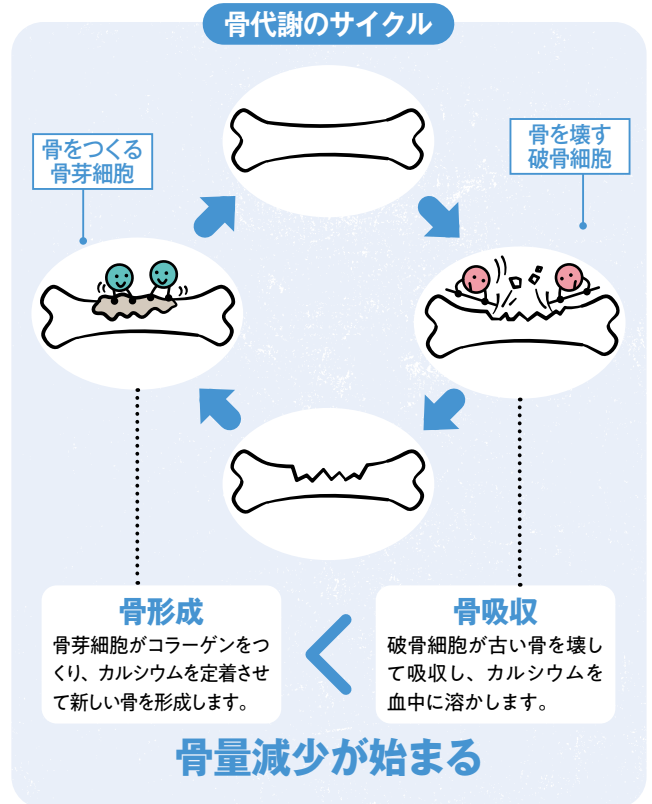 骨代謝のサイクル
骨をつくる
骨芽細胞
骨を壊す
破骨細胞
骨形成
骨芽細胞がコラーゲンをつ
くり、カルシウムを定着させ
て新しい骨を形成します。
<
骨吸収
破骨細胞が古い骨を壊し
て吸収し、カルシウムを
血中に溶かします。
骨量減少が始まる